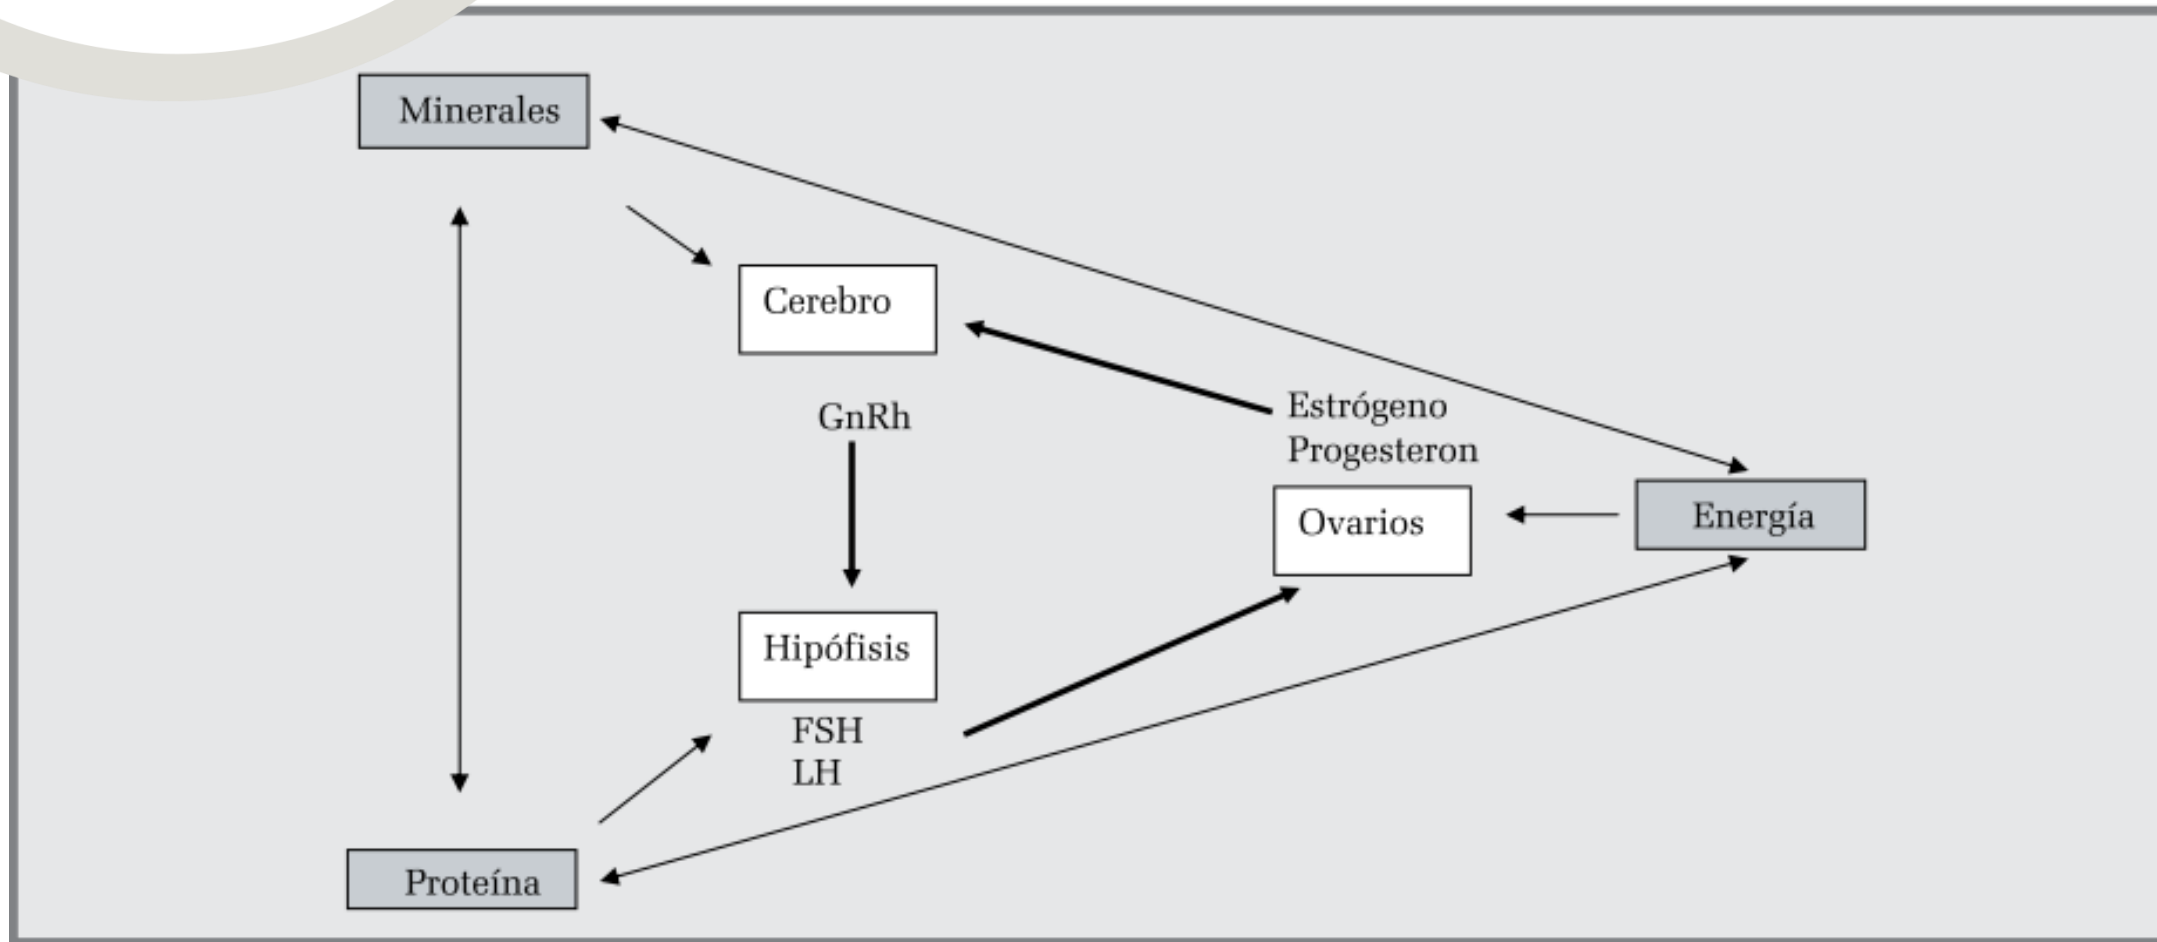 Minerales
Cerebro
GnRh
Estrógeno
Progesteron
Ovarios
Energía
Hipófisis
FSH
LH
Proteína